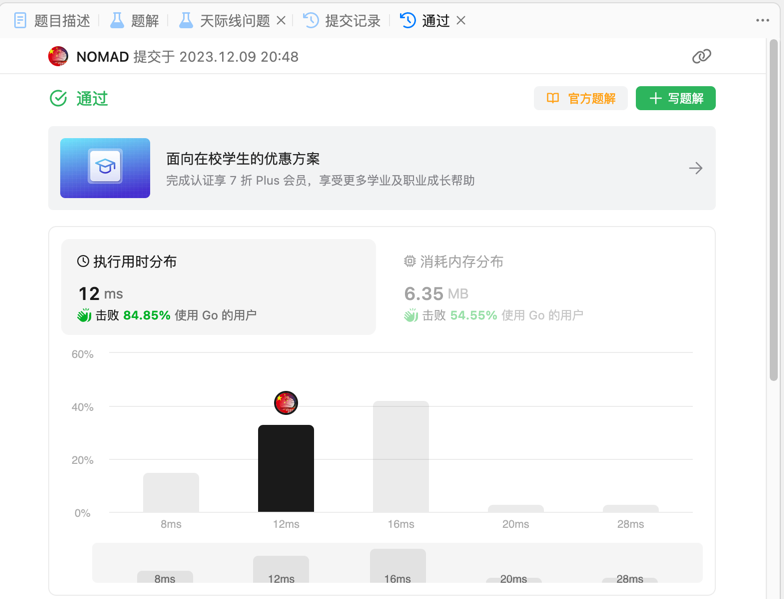 题目描述 题解 天际线问题 提交记录 通过
NOMAD 提交于 2023.12.09 20:48
通过 官方题解 写题解
面向在校学生的优惠方案
完成认证享 7 折 Plus 会员，享受更多学业及职业成长帮助
执行用时分布 消耗内存分布
12 ms 6.35 MB
击败 84.85% 使用 Go 的用户 击败 54.55% 使用 Go 的用户
60%
40%
20%
0%
8ms 12ms 16ms 20ms 28ms
8ms 12ms 16ms 20ms 28ms